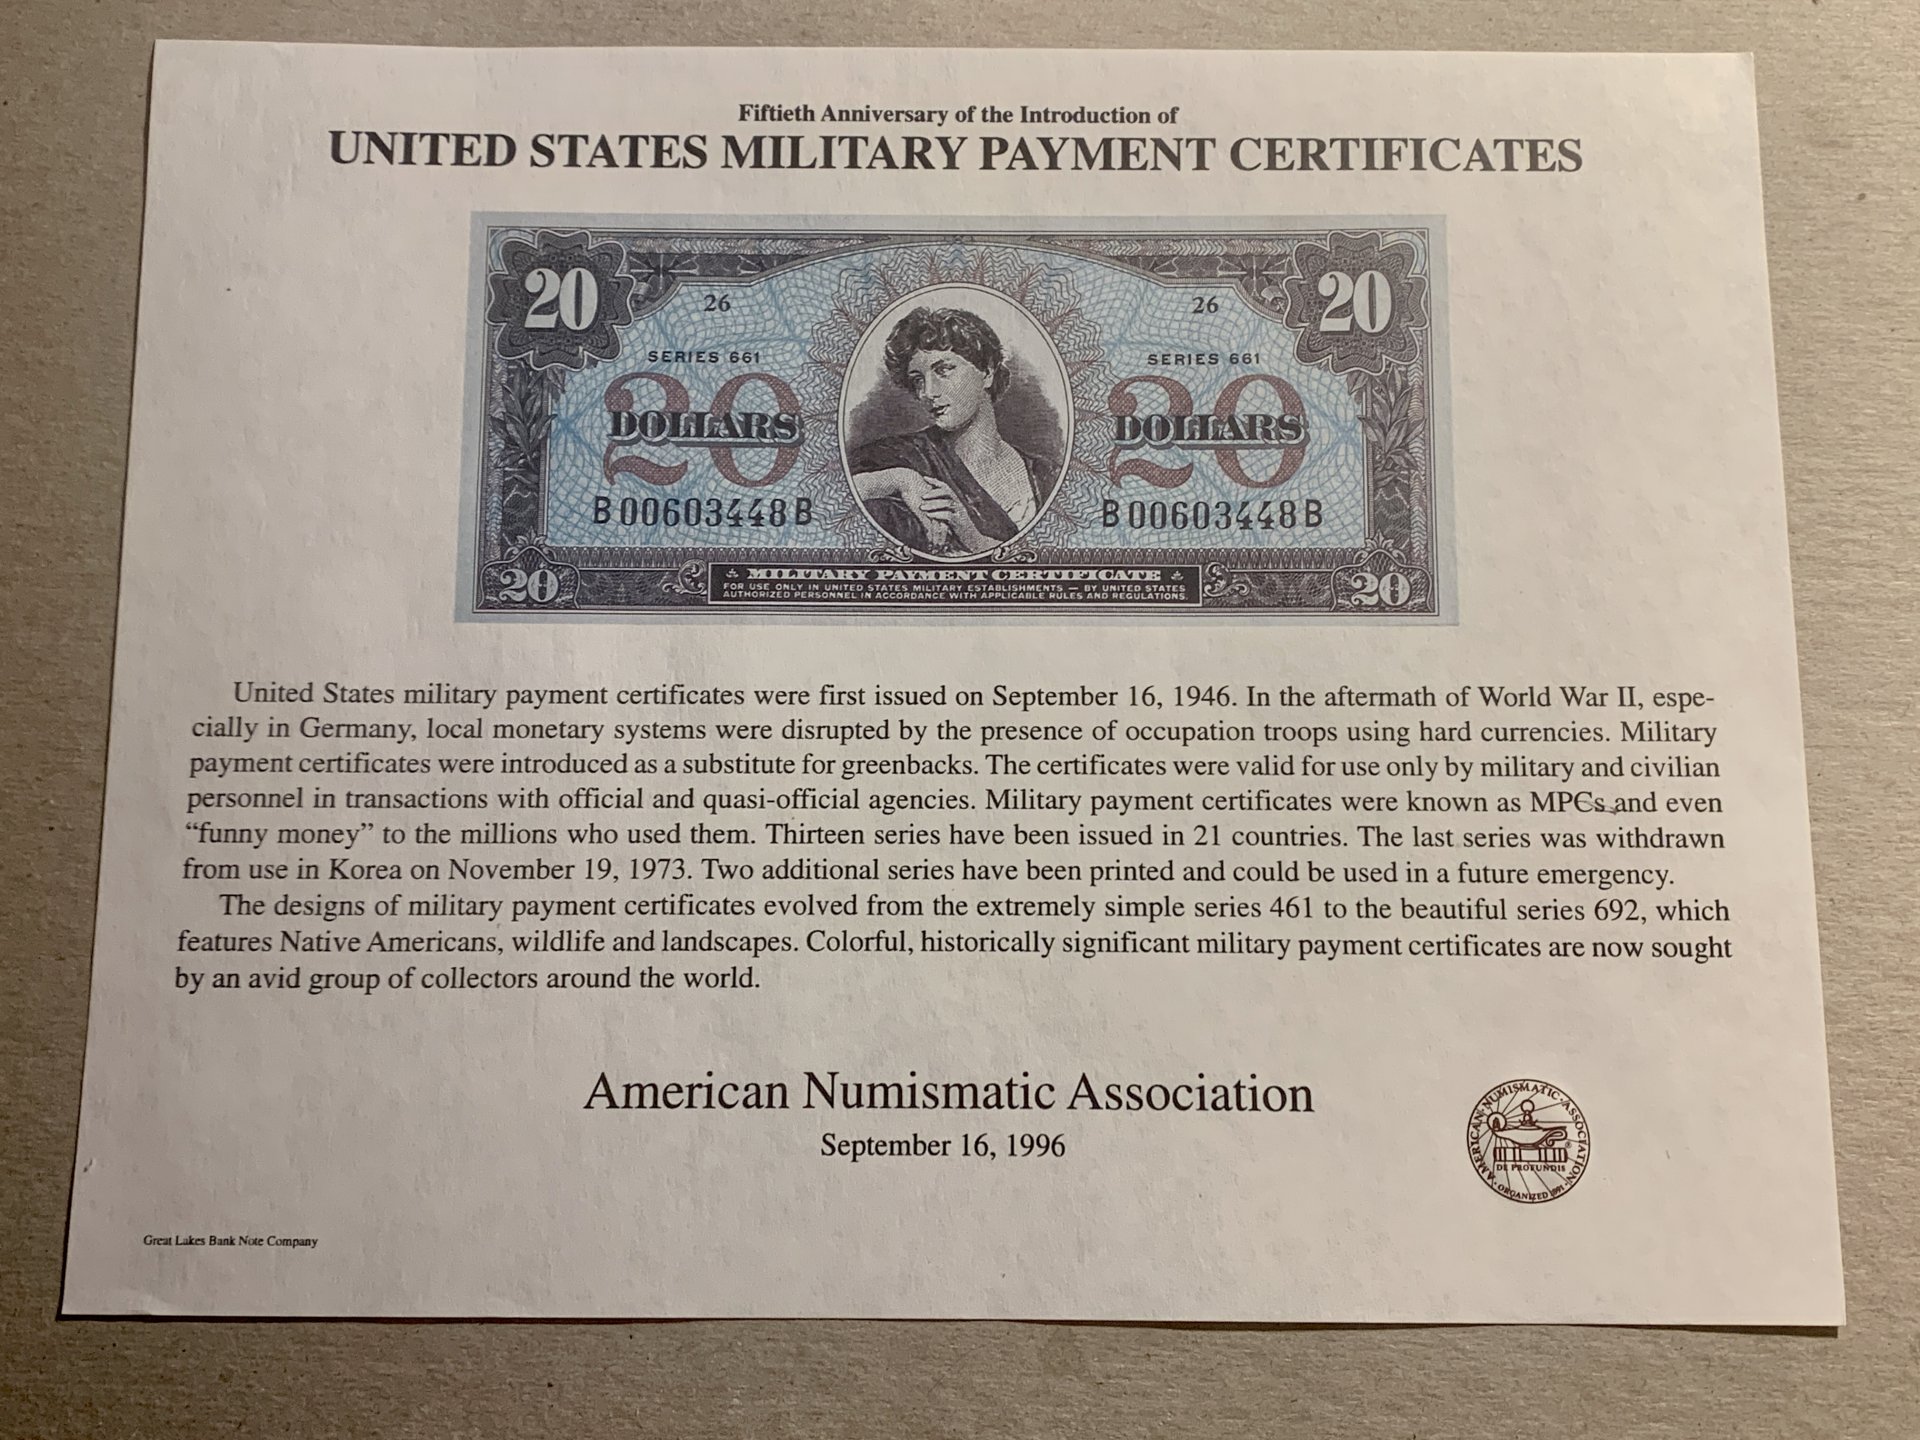 Fiftieth Anniversary of the Introduction of
UNITED STATES MILITARY PAYMENT CERTIFICATES
20
20
26
26
SERIES 661
SERIES 661
20
DOLLARS
20
DOLLARS
B00603448B
B00603448B
MILITARY PAYMENT CERTIFICATE
FOR USE ONLY IN UNITED STATES MILITARY ESTABLISHMENTS — BY UNITED STATES
AUTHORIZED PERSONNEL IN ACCORDANCE WITH APPLICABLE RULES AND REGULATIONS.
20
20
United States military payment certificates were first issued on September 16, 1946. In the aftermath of World War II, espe-
cially in Germany, local monetary systems were disrupted by the presence of occupation troops using hard currencies. Military
payment certificates were introduced as a substitute for greenbacks. The certificates were valid for use only by military and civilian
personnel in transactions with official and quasi-official agencies. Military payment certificates were known as MPCs and even
“funny money” to the millions who used them. Thirteen series have been issued in 21 countries. The last series was withdrawn
from use in Korea on November 19, 1973. Two additional series have been printed and could be used in a future emergency.
The designs of military payment certificates evolved from the extremely simple series 461 to the beautiful series 692, which
features Native Americans, wildlife and landscapes. Colorful, historically significant military payment certificates are now sought
by an avid group of collectors around the world.
American Numismatic Association
September 16, 1996
AMERICAN·NUMISMATIC·ASSOCIATION
DE PROFUNDIS
ORGANIZED 1891
®
Great Lakes Bank Note Company